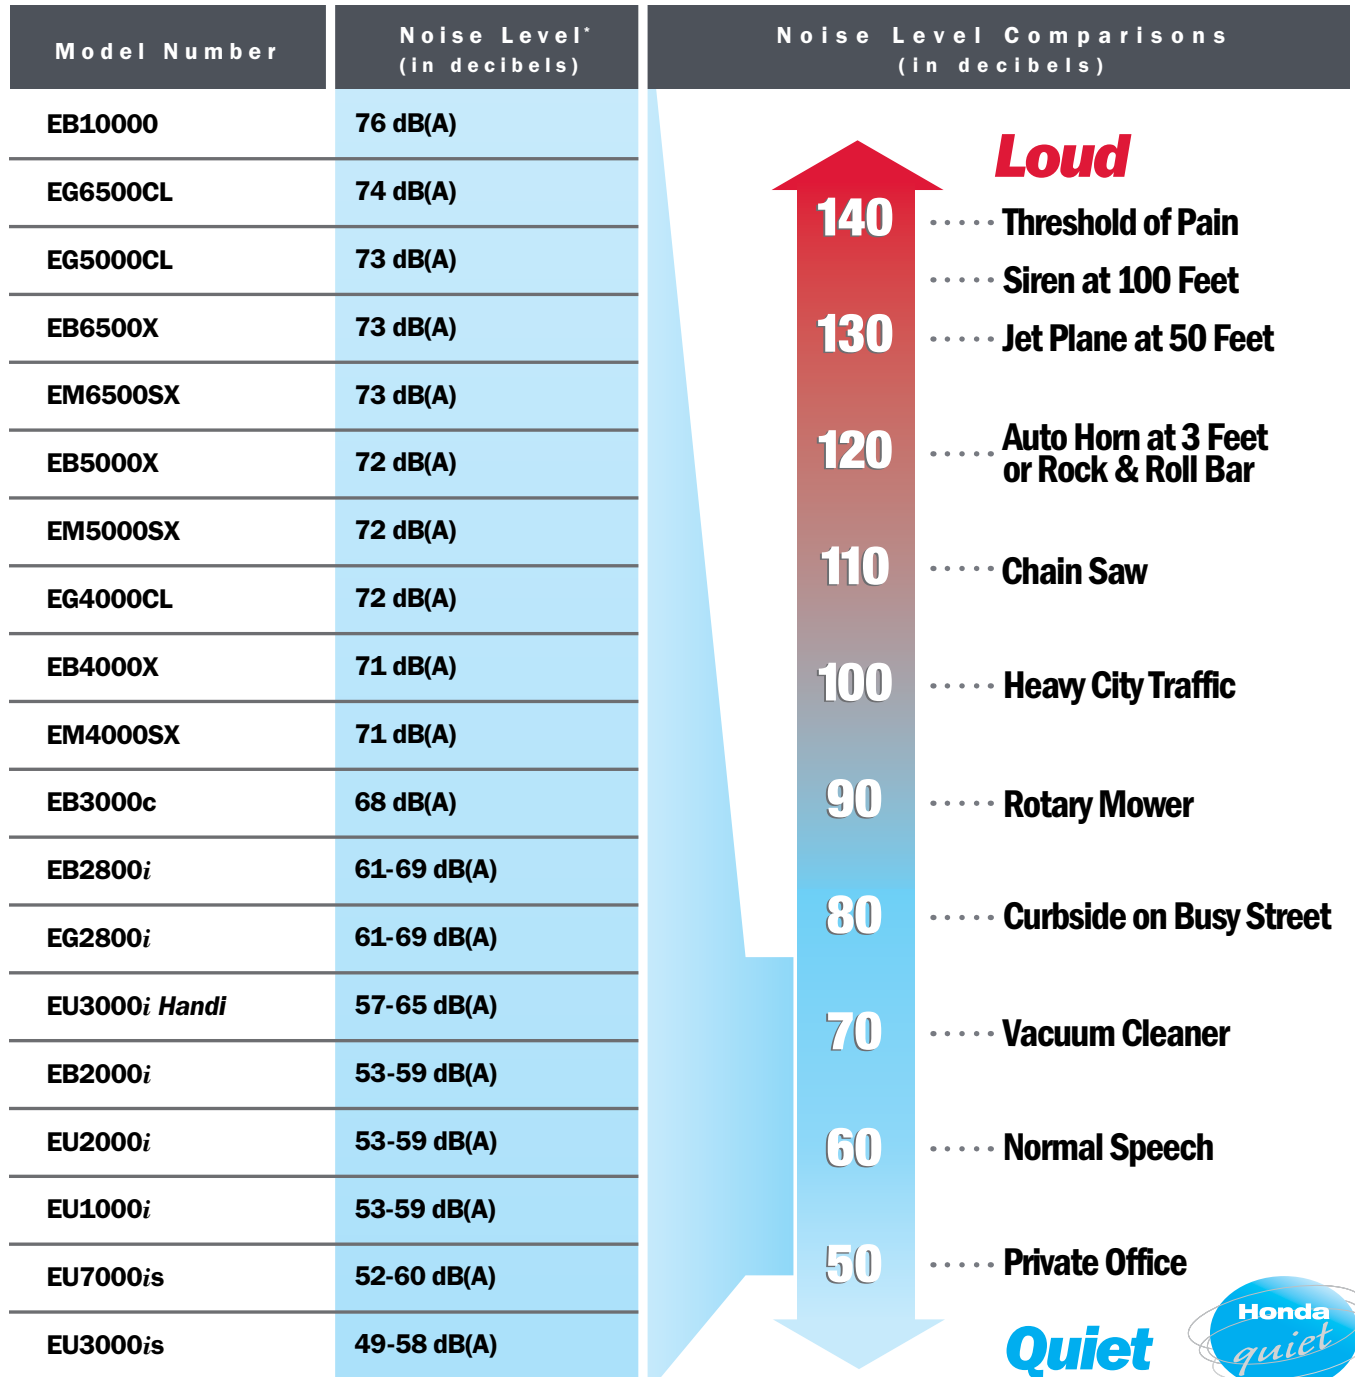 Model Number
Noise Level*
(in decibels)
Noise Level Comparisons
(in decibels)
EB10000 76 dB(A)
EG6500CL 74 dB(A)
EG5000CL 73 dB(A)
EB6500X 73 dB(A)
EM6500SX 73 dB(A)
EB5000X 72 dB(A)
EM5000SX 72 dB(A)
EG4000CL 72 dB(A)
EB4000X 71 dB(A)
EM4000SX 71 dB(A)
EB3000c 68 dB(A)
EB2800i 61-69 dB(A)
EG2800i 61-69 dB(A)
EU3000i Handi 57-65 dB(A)
EB2000i 53-59 dB(A)
EU2000i 53-59 dB(A)
EU1000i 53-59 dB(A)
EU7000is 52-60 dB(A)
EU3000is 49-58 dB(A)
Loud
140 ..... Threshold of Pain
..... Siren at 100 Feet
130 ..... Jet Plane at 50 Feet
120 ..... Auto Horn at 3 Feet
or Rock & Roll Bar
110 ..... Chain Saw
100 ..... Heavy City Traffic
90 ..... Rotary Mower
80 ..... Curbside on Busy Street
70 ..... Vacuum Cleaner
60 ..... Normal Speech
50 ..... Private Office
Quiet
Honda
quiet